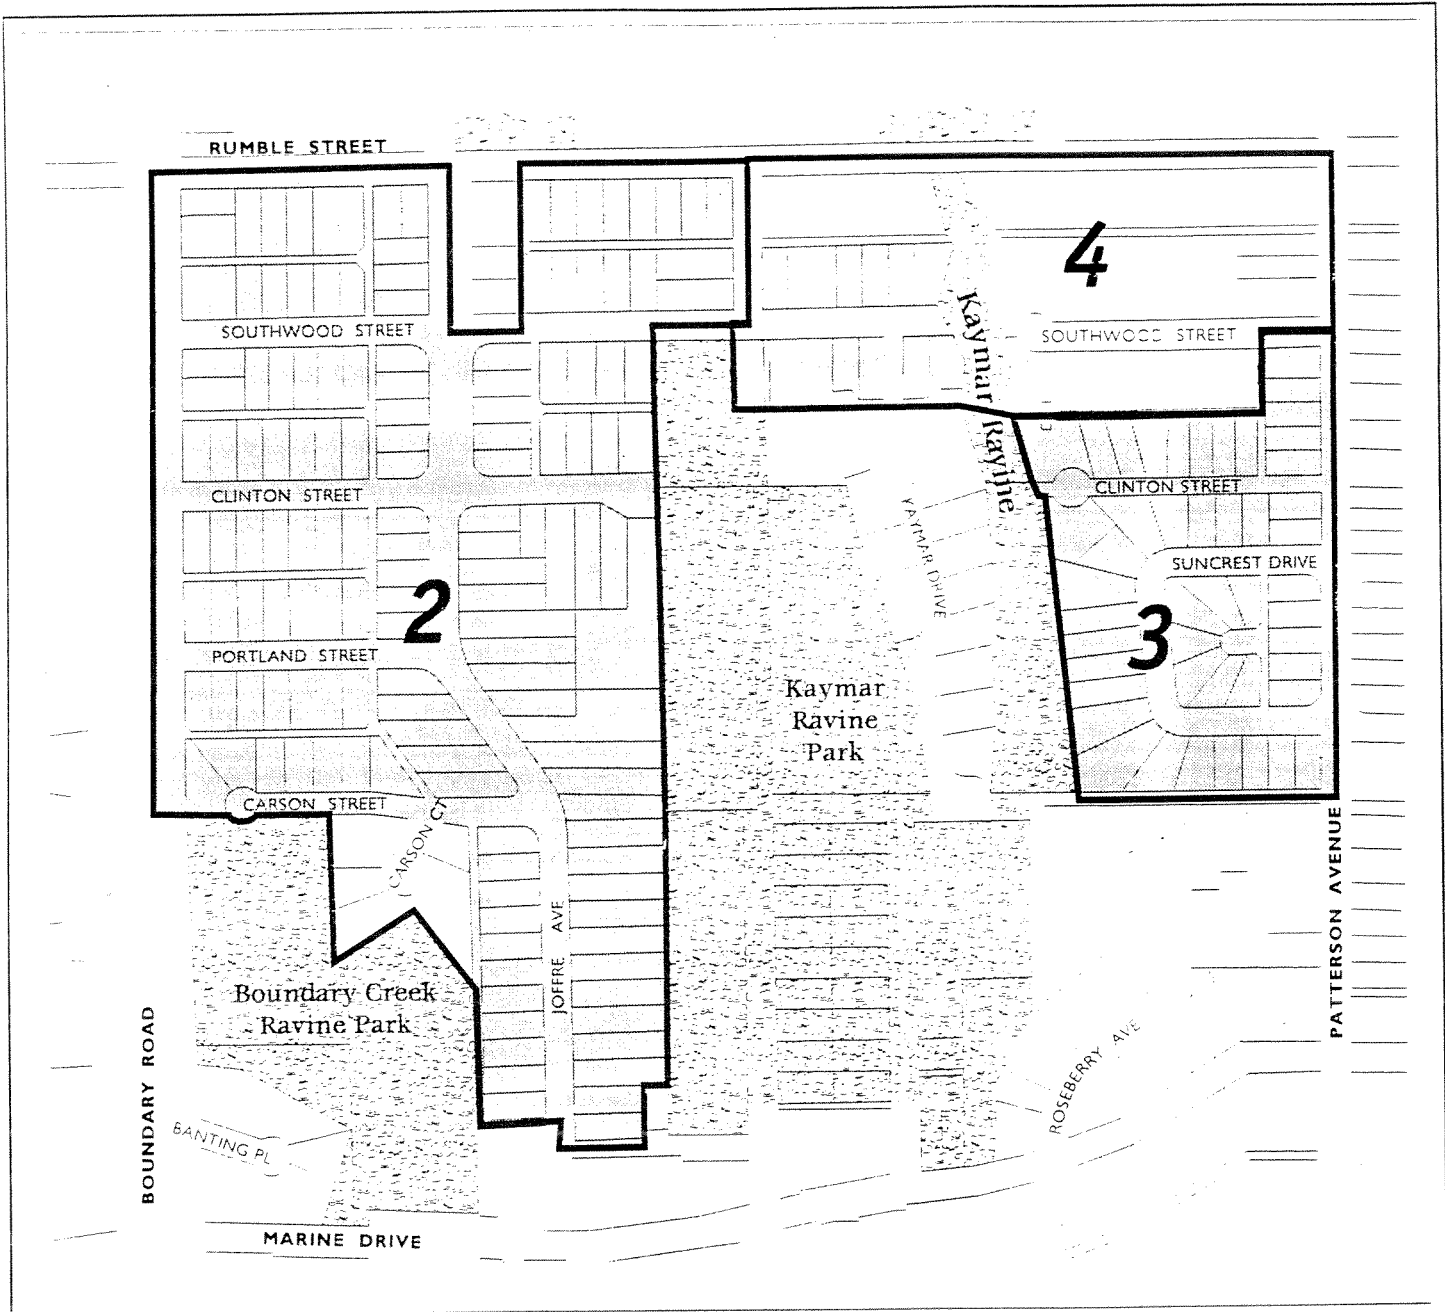 RUMBLE STREET
4
SOUTHWOOD STREET
Kaymar Ravine
SOUTHWOOD STREET
CLINTON STREET
CLINTON STREET
KAYMAR DRIVE
SUNCREST DRIVE
2
3
PORTLAND STREET
Kaymar
Ravine
Park
CARSON STREET
CARSON CT
PATTERSON AVENUE
JOFFRE AVE
Boundary Creek
Ravine Park
BOUNDARY ROAD
ROSEBERRY AVE
BANTING PL
MARINE DRIVE